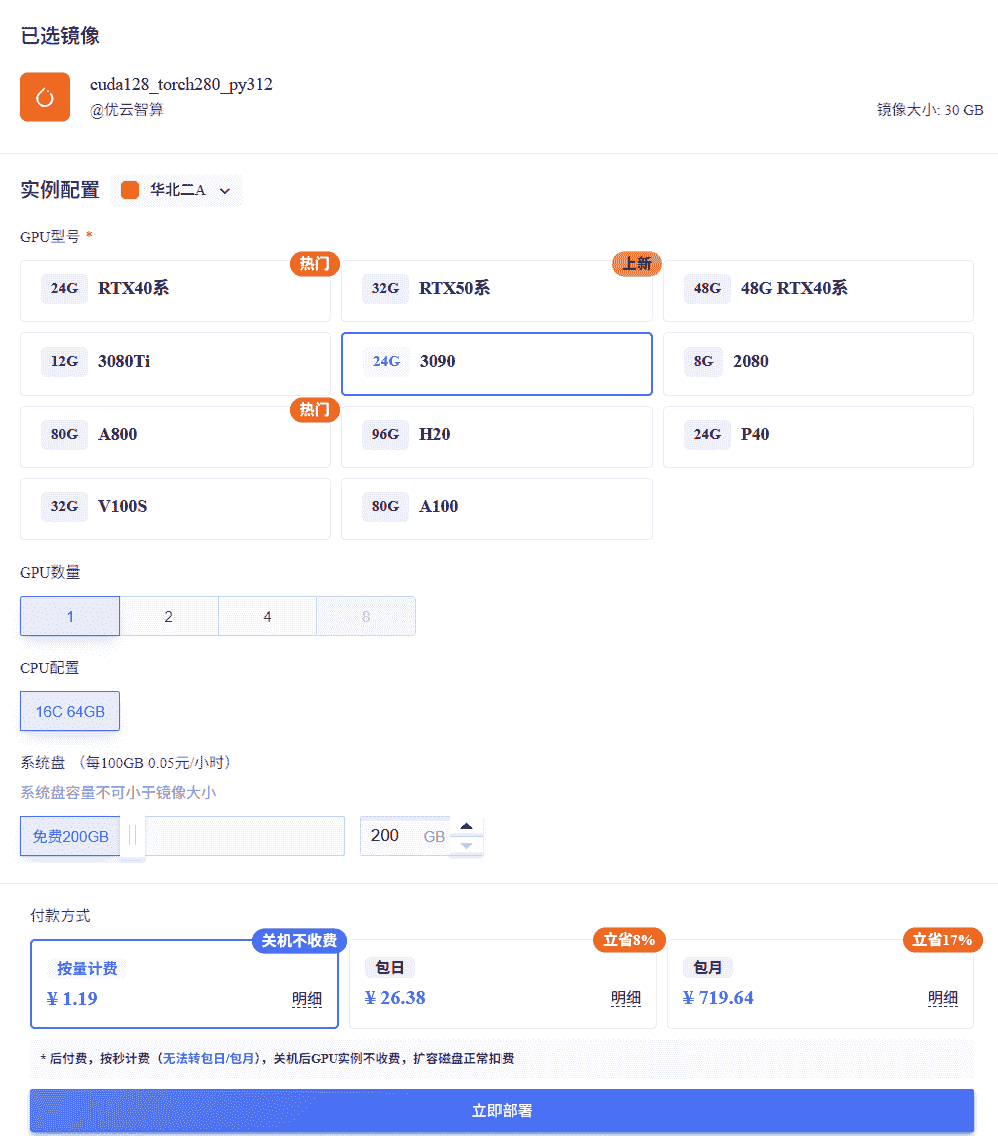 已选镜像
cuda128_torch280_py312
@优云智算
镜像大小: 30 GB
实例配置 华北二A
GPU型号 *
24G RTX40系 热门
32G RTX50系 上新
48G 48G RTX40系
12G 3080Ti
24G 3090
8G 2080
80G A800 热门
96G H20
24G P40
32G V100S
80G A100
GPU数量
1 2 4 8
CPU配置
16C 64GB
系统盘 （每100GB 0.05元/小时）
系统盘容量不可小于镜像大小
免费200GB 200 GB
付款方式
关机不收费
按量计费
¥ 1.19 明细
立省8%
包日
¥ 26.38 明细
立省17%
包月
¥ 719.64 明细
* 后付费，按秒计费（无法转包日/包月），关机后GPU实例不收费，扩容磁盘正常扣费
立即部署